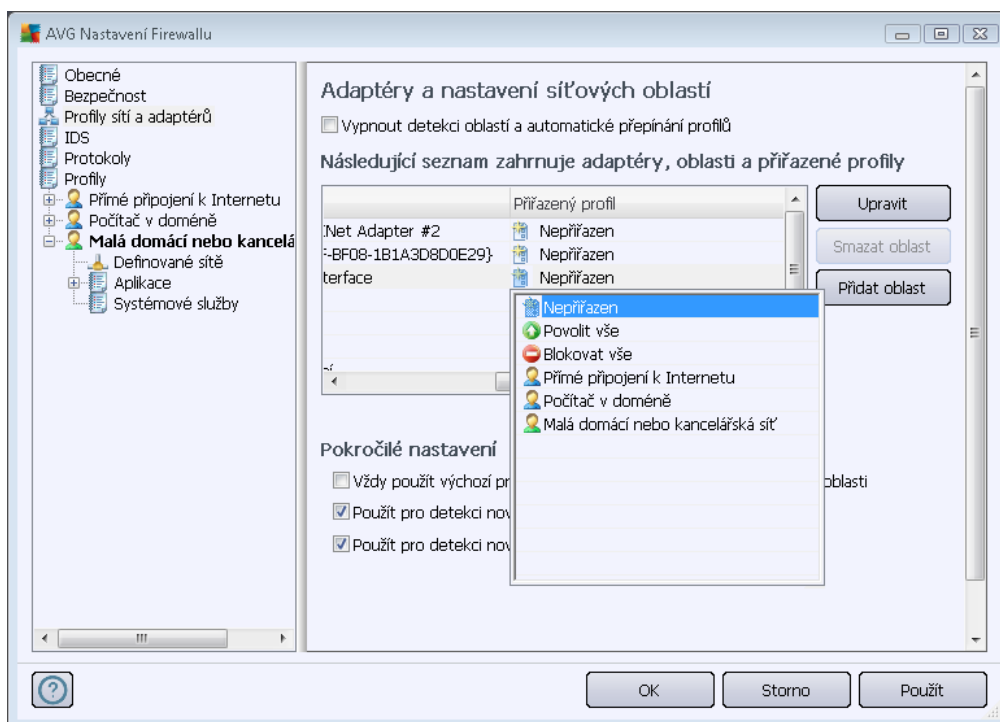 AVG Nastavení Firewallu
Obecné
Bezpečnost
Profily sítí a adaptérů
IDS
Protokoly
Profily
Přímé připojení k Internetu
Počítač v doméně
Malá domácí nebo kancelá
Definované sítě
Aplikace
Systémové služby
Adaptéry a nastavení síťových oblastí
Vypnout detekci oblastí a automatické přepínání profilů
Následující seznam zahrnuje adaptéry, oblasti a přiřazené profily
Přiřazený profil
Net Adapter #2 Nepřiřazen
-BF08-1B1A3D8D0E29} Nepřiřazen
terface Nepřiřazen
Upravit
Smazat oblast
Přidat oblast
Nepřiřazen
Povolit vše
Blokovat vše
Přímé připojení k Internetu
Počítač v doméně
Malá domácí nebo kancelářská síť
Pokročilé nastavení
Vždy použít výchozí pr oblasti
Použít pro detekci nov
Použít pro detekci nov
OK
Storno
Použít